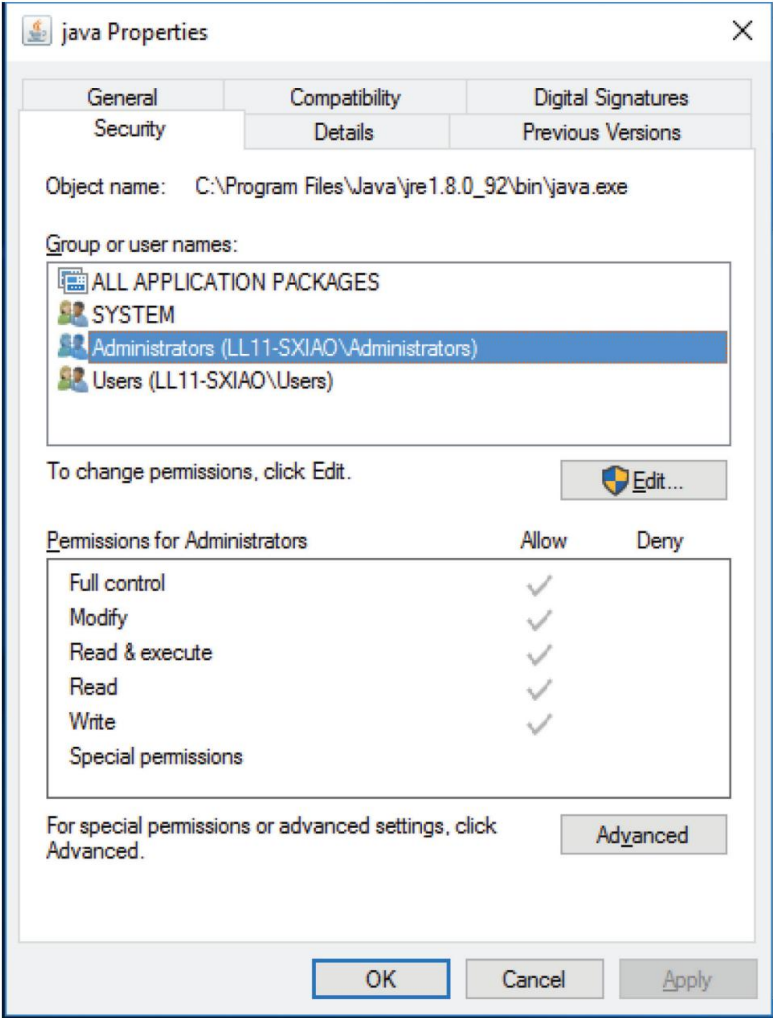 java Properties
General Compatibility Digital Signatures
Security Details Previous Versions
Object name: C:\Program Files\Java\jre1.8.0_92\bin\java.exe
Group or user names:
ALL APPLICATION PACKAGES
SYSTEM
Administrators (LL11-SXIAO\Administrators)
Users (LL11-SXIAO\Users)
To change permissions, click Edit.
Edit...
Permissions for Administrators Allow Deny
Full control
Modify
Read & execute
Read
Write
Special permissions
For special permissions or advanced settings, click
Advanced.
Advanced
OK Cancel Apply